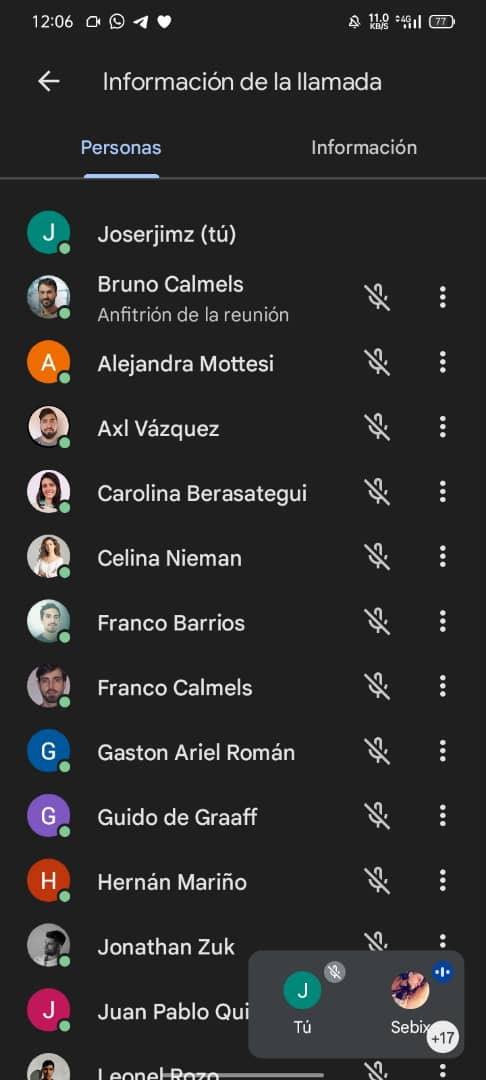 12:06
11.0 KB/S 4G 77
Información de la llamada
Personas Información
J Joserjimz (tú)
Bruno Calmels
Anfitrión de la reunión
A Alejandra Mottesi
Axl Vázquez
Carolina Berasategui
Celina Nieman
Franco Barrios
Franco Calmels
G Gaston Ariel Román
G Guido de Graaff
H Hernán Mariño
Jonathan Zuk
J Juan Pablo Qui
Leonel Rozo
J
Tú Sebix
+17